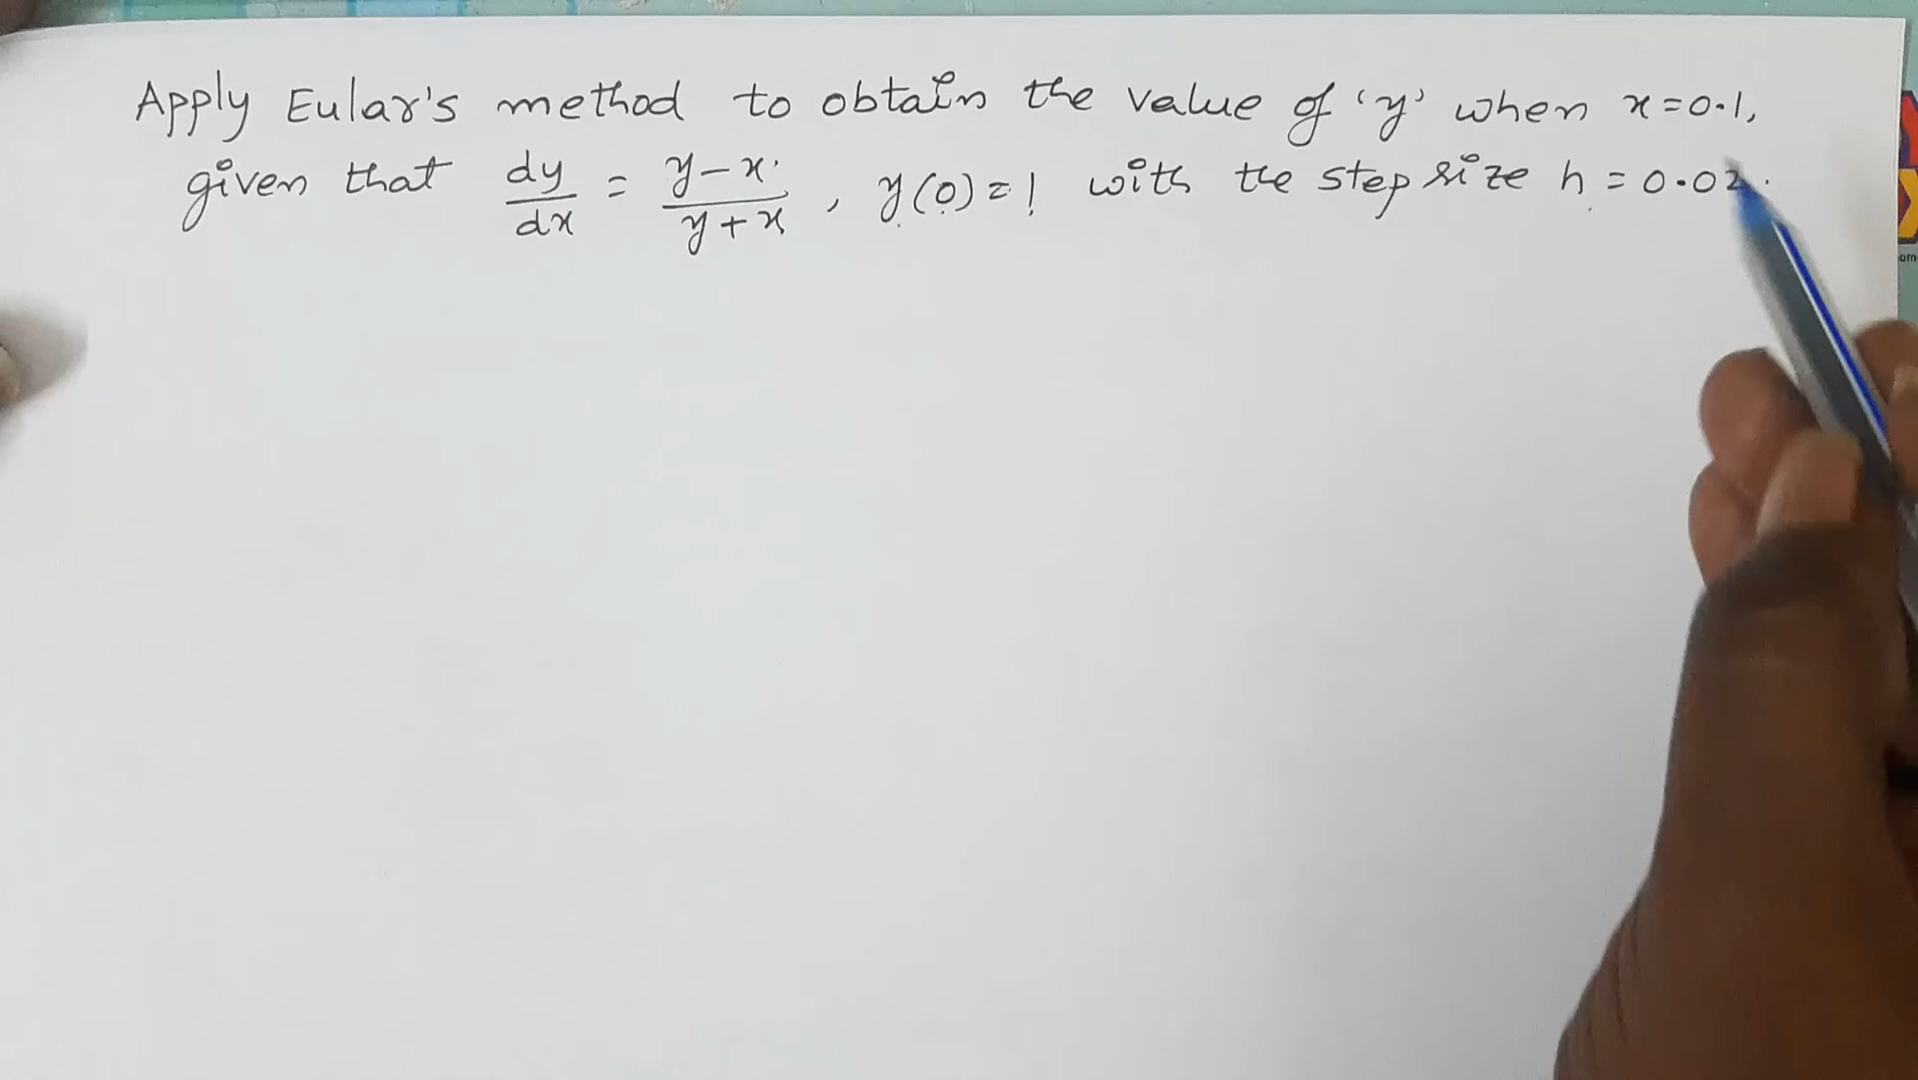 Apply Eular's method to obtain the value of 'y' when x=0.1,
given that dy/dx = y-x/y+x, y(0)=1 with the step size h=0.02.